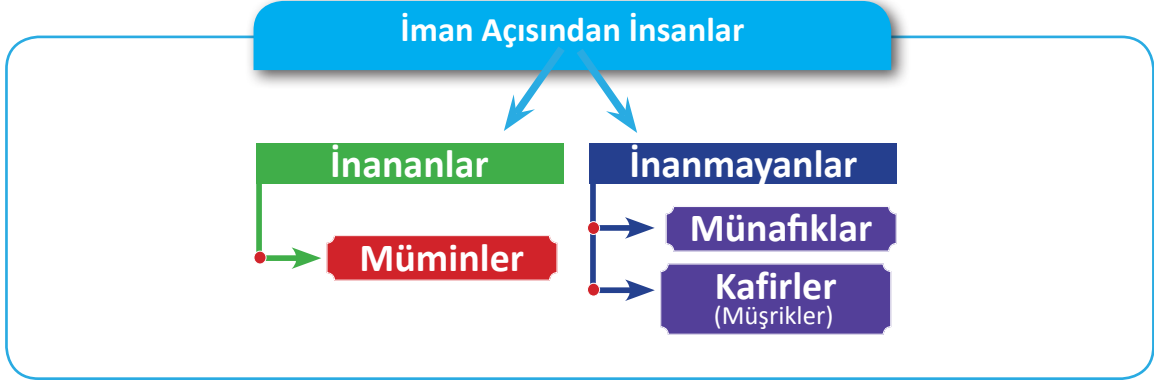 İman Açısından İnsanlar
İnananlar
Müminler
İnanmayanlar
Münafıklar
Kafirler
(Müşrikler)